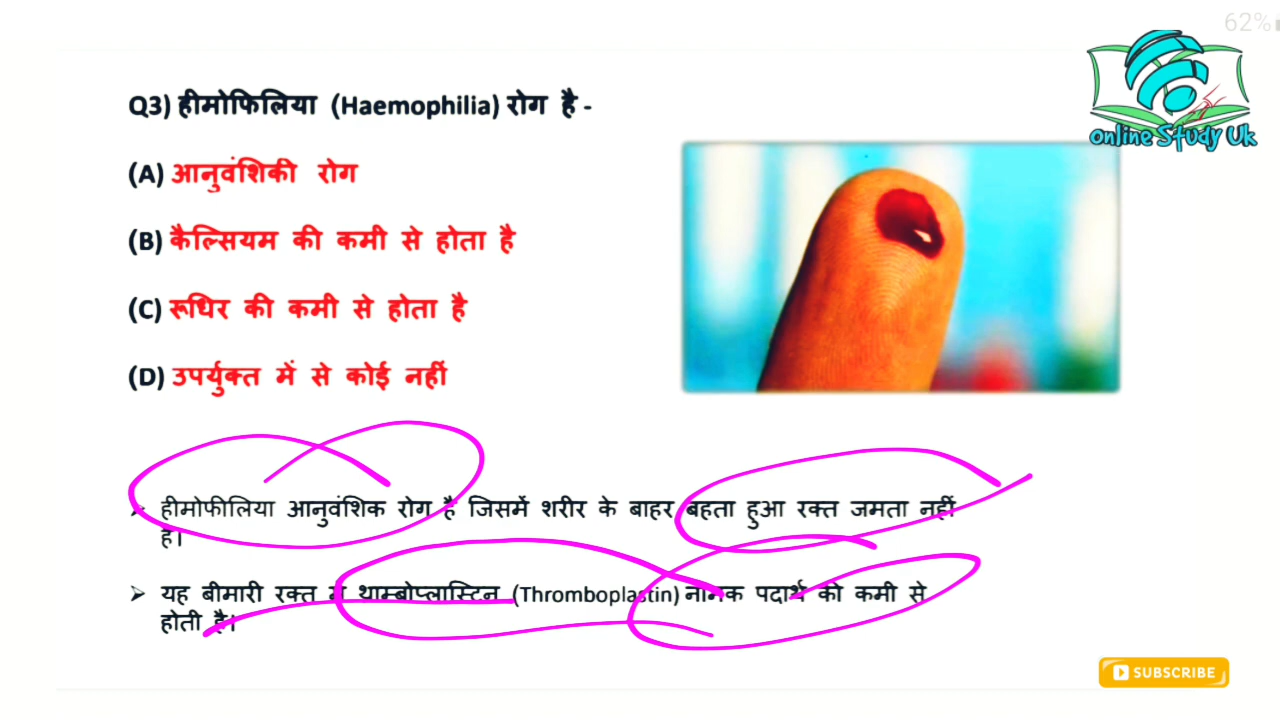 62%
Online Study Uk
Q3) हीमोफिलिया (Haemophilia) रोग है -
(A) आनुवंशिकी रोग
(B) कैल्सियम की कमी से होता है
(C) रूधिर की कमी से होता है
(D) उपर्युक्त में से कोई नहीं
➢ हीमोफीलिया आनुवंशिक रोग है जिसमें शरीर के बाहर बहता हुआ रक्त जमता नहीं
है।
➢ यह बीमारी रक्त में थाम्बोप्लास्टिन (Thromboplastin) नामक पदार्थ की कमी से
होती है।
SUBSCRIBE